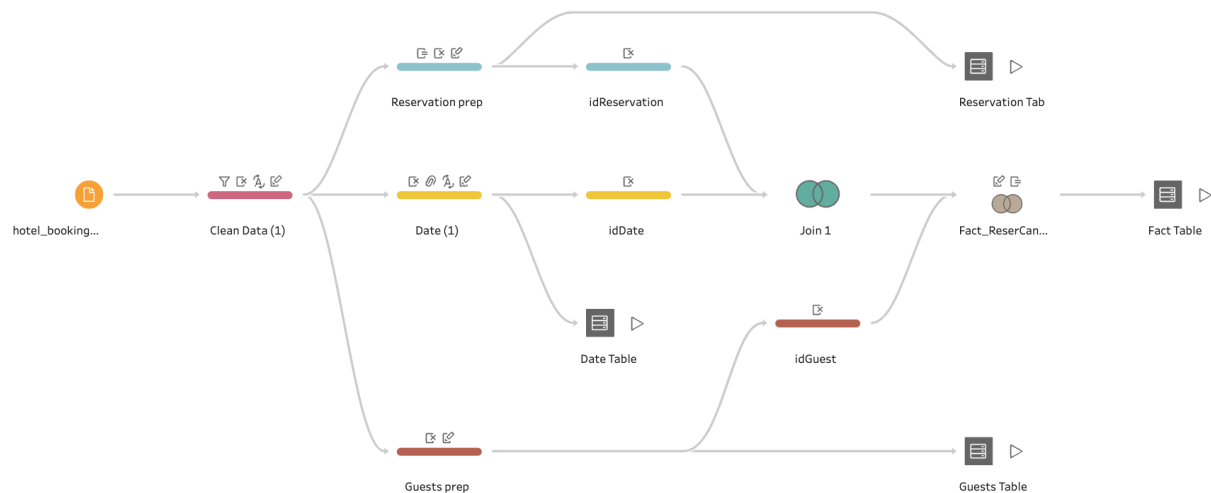 Reservation prep
idReservation
Reservation Tab
hotel_booking...
Clean Data (1)
Date (1)
idDate
Join 1
Fact_ReserCan...
Fact Table
Date Table
idGuest
Guests prep
Guests Table